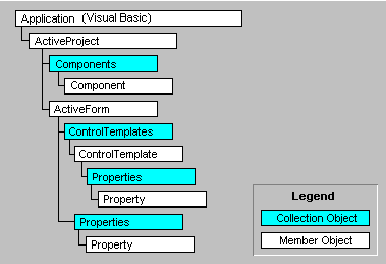 Application (Visual Basic)
ActiveProject
Components
Component
ActiveForm
ControlTemplates
ControlTemplate
Properties
Property
Properties
Property
Legend
Collection Object
Member Object